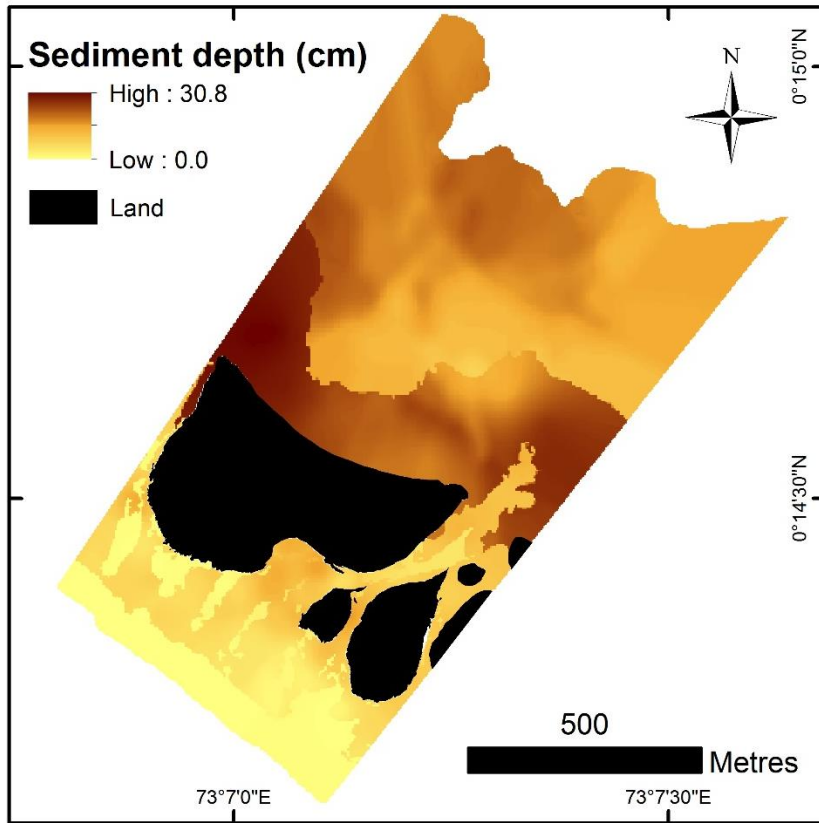 Sediment depth (cm)
High : 30.8
Low : 0.0
Land
N
0°15'0"N
0°14'30"N
500
Metres
73°7'0"E
73°7'30"E